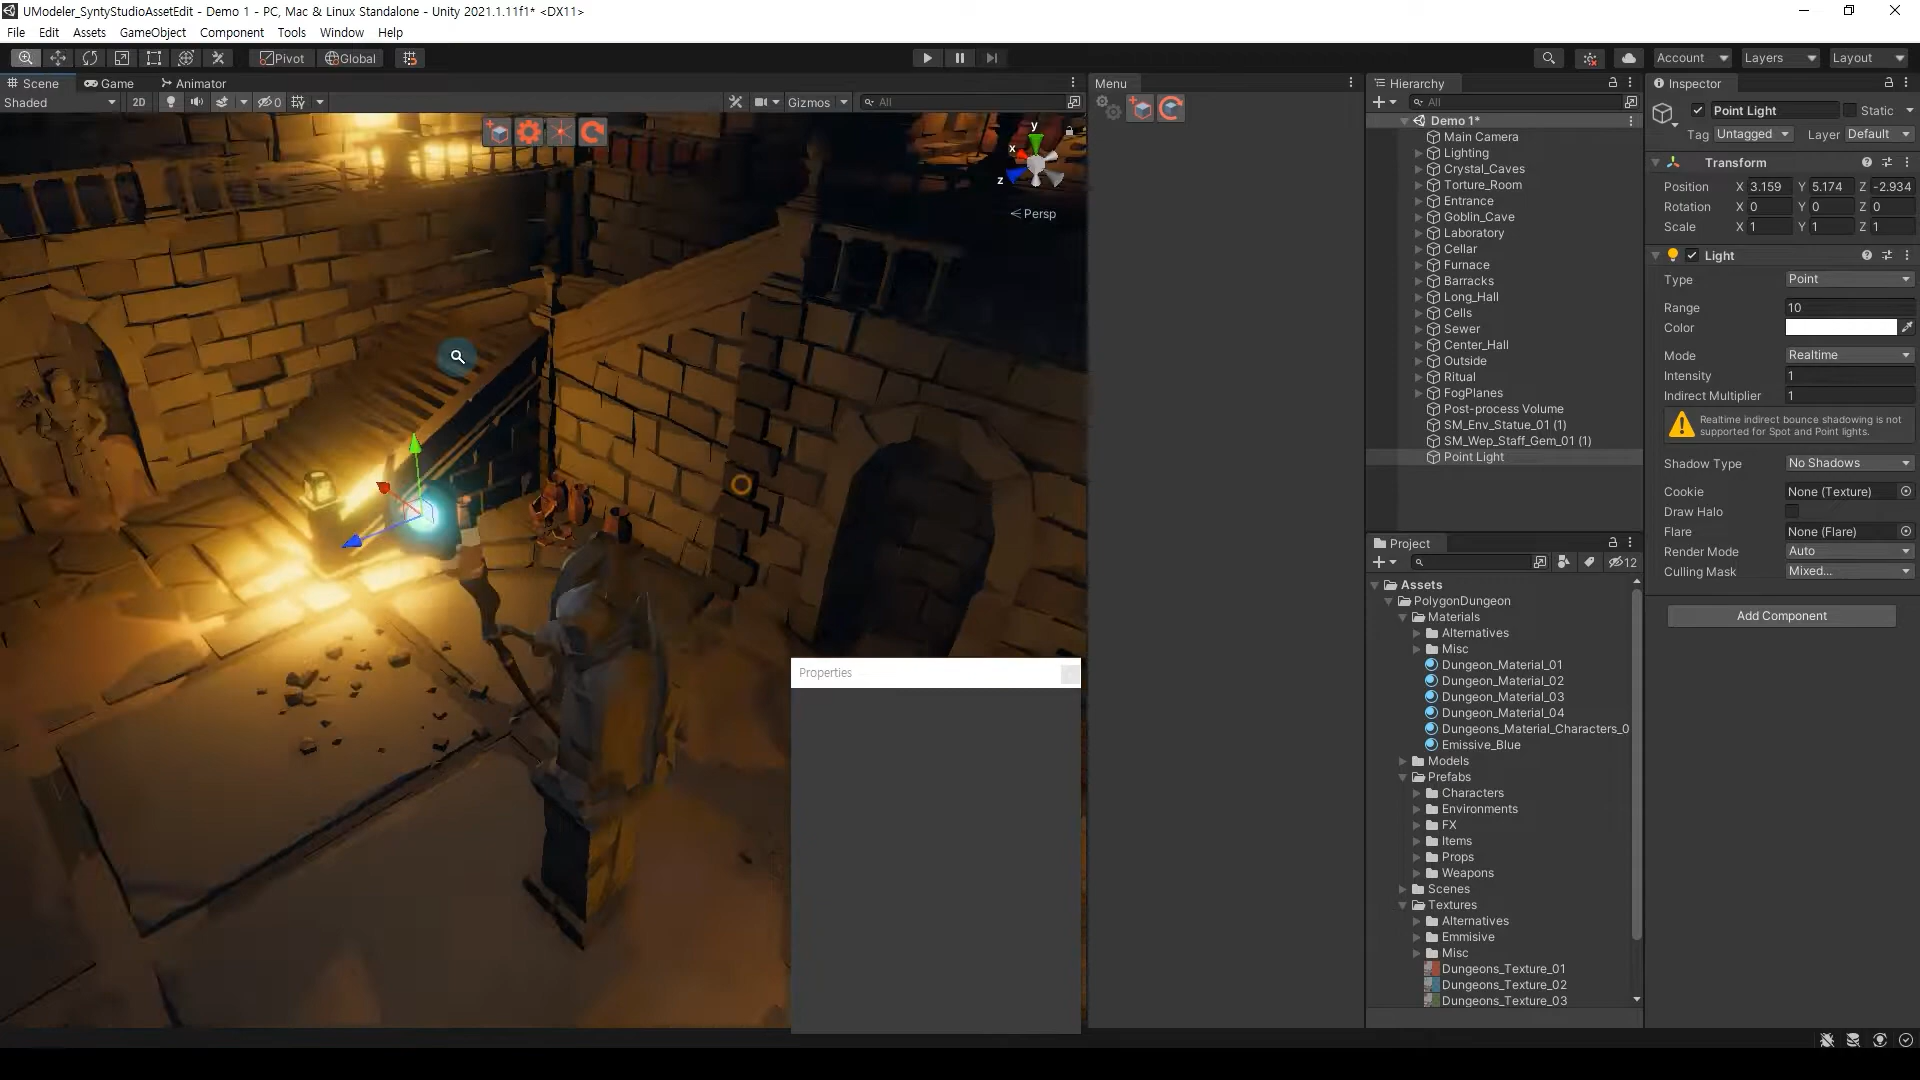 UModeler_SyntyStudioAssetEdit - Demo 1 - PC, Mac & Linux Standalone - Unity 2021.1.11f1* <DX11>
File Edit Assets GameObject Component Tools Window Help
Pivot Global Account Layers Layout
Scene Game Animator
Shaded 2D 0 Gizmos All
y
x
z
Persp
Properties
Menu
Hierarchy
All
Demo 1*
Main Camera
Lighting
Crystal_Caves
Torture_Room
Entrance
Goblin_Cave
Laboratory
Cellar
Furnace
Barracks
Long_Hall
Cells
Sewer
Center_Hall
Outside
Ritual
FogPlanes
Post-process Volume
SM_Env_Statue_01 (1)
SM_Wep_Staff_Gem_01 (1)
Point Light
Project
12
Assets
PolygonDungeon
Materials
Alternatives
Misc
Dungeon_Material_01
Dungeon_Material_02
Dungeon_Material_03
Dungeon_Material_04
Dungeons_Material_Characters_0
Emissive_Blue
Models
Prefabs
Characters
Environments
FX
Items
Props
Weapons
Scenes
Textures
Alternatives
Emmisive
Misc
Dungeons_Texture_01
Dungeons_Texture_02
Dungeons_Texture_03
Inspector
Point Light Static
Tag Untagged Layer Default
Transform
Position X 3.159 Y 5.174 Z -2.934
Rotation X 0 Y 0 Z 0
Scale X 1 Y 1 Z 1
Light
Type Point
Range 10
Color
Mode Realtime
Intensity 1
Indirect Multiplier 1
Realtime indirect bounce shadowing is not
supported for Spot and Point lights.
Shadow Type No Shadows
Cookie None (Texture)
Draw Halo
Flare None (Flare)
Render Mode Auto
Culling Mask Mixed...
Add Component